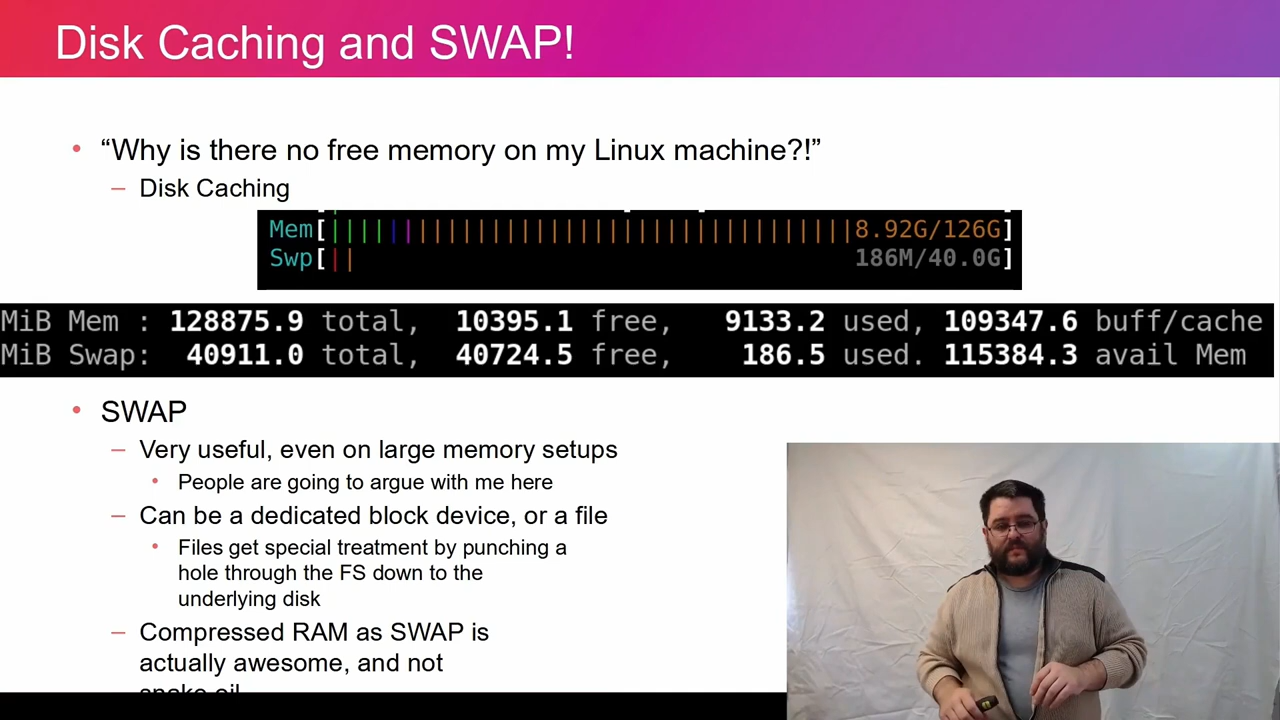 Disk Caching and SWAP!
“Why is there no free memory on my Linux machine?!”
Disk Caching
Mem[||||||||||||||||||||||||||||||||||||8.92G/126G]
Swp[|| 186M/40.0G]
MiB Mem : 128875.9 total, 10395.1 free, 9133.2 used, 109347.6 buff/cache
MiB Swap: 40911.0 total, 40724.5 free, 186.5 used. 115384.3 avail Mem
SWAP
Very useful, even on large memory setups
People are going to argue with me here
Can be a dedicated block device, or a file
Files get special treatment by punching a
hole through the FS down to the
underlying disk
Compressed RAM as SWAP is
actually awesome, and not
snake oil